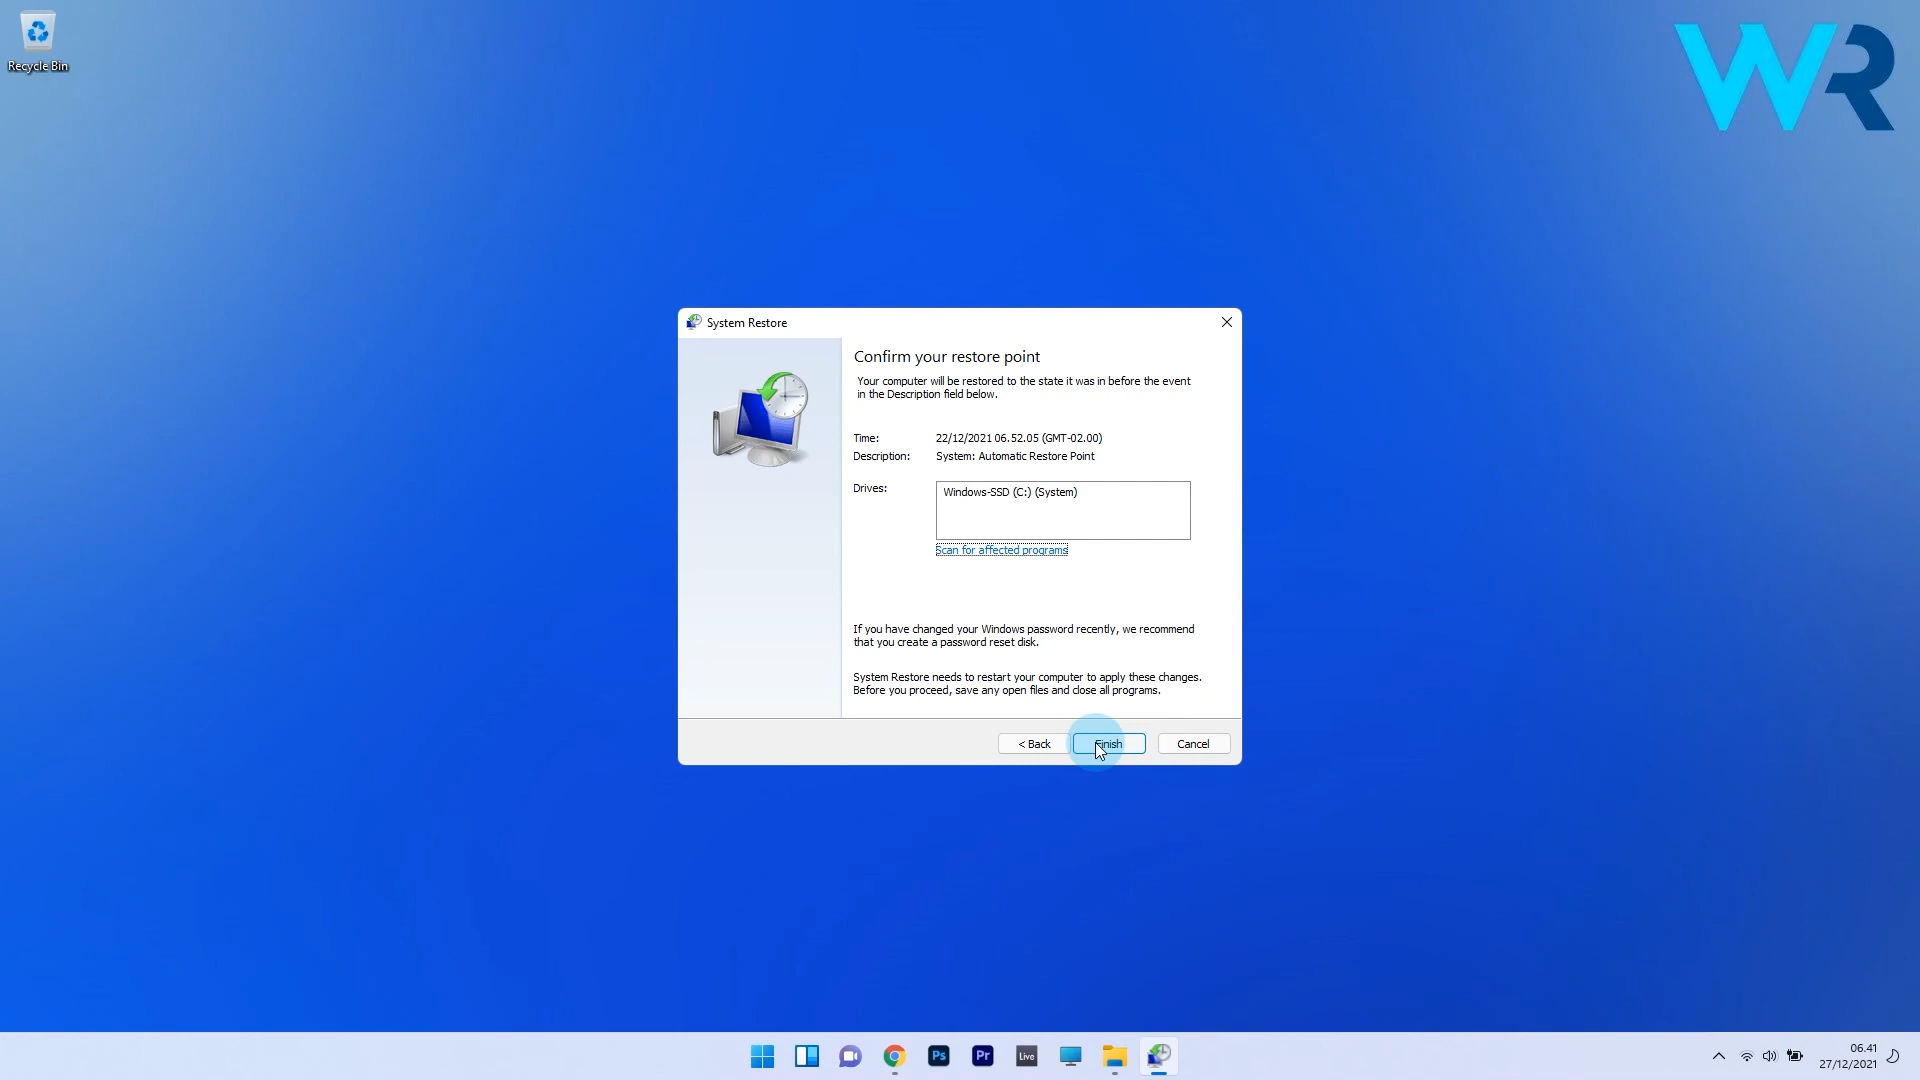 Recycle Bin
WR
System Restore
Confirm your restore point
Your computer will be restored to the state it was in before the event
in the Description field below.
Time: 22/12/2021 06.52.05 (GMT-02.00)
Description: System: Automatic Restore Point
Drives: Windows-SSD (C:) (System)
Scan for affected programs
If you have changed your Windows password recently, we recommend
that you create a password reset disk.
System Restore needs to restart your computer to apply these changes.
Before you proceed, save any open files and close all programs.
< Back Finish Cancel
Ps Pr Live
06.41
27/12/2021